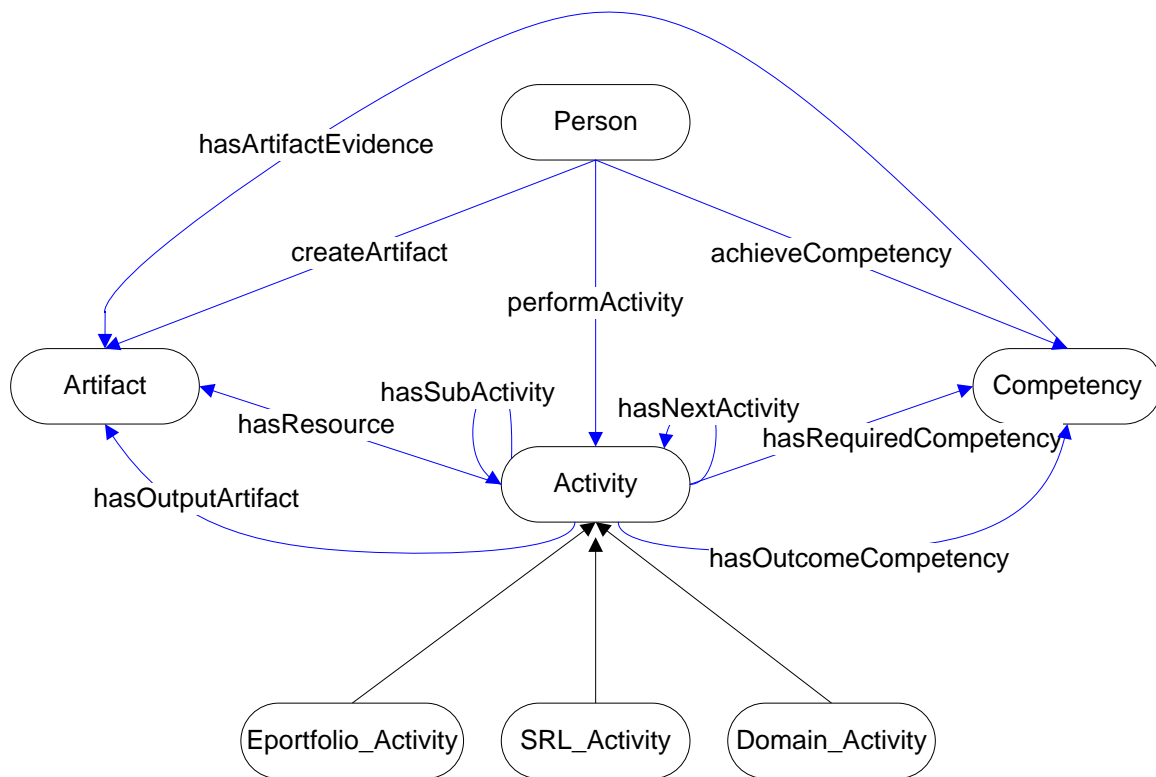 Person
hasArtifactEvidence
createArtifact
achieveCompetency
performActivity
Artifact
Competency
hasSubActivity
hasNextActivity
hasResource
hasRequiredCompetency
Activity
hasOutputArtifact
hasOutcomeCompetency
Eportfolio_Activity
SRL_Activity
Domain_Activity